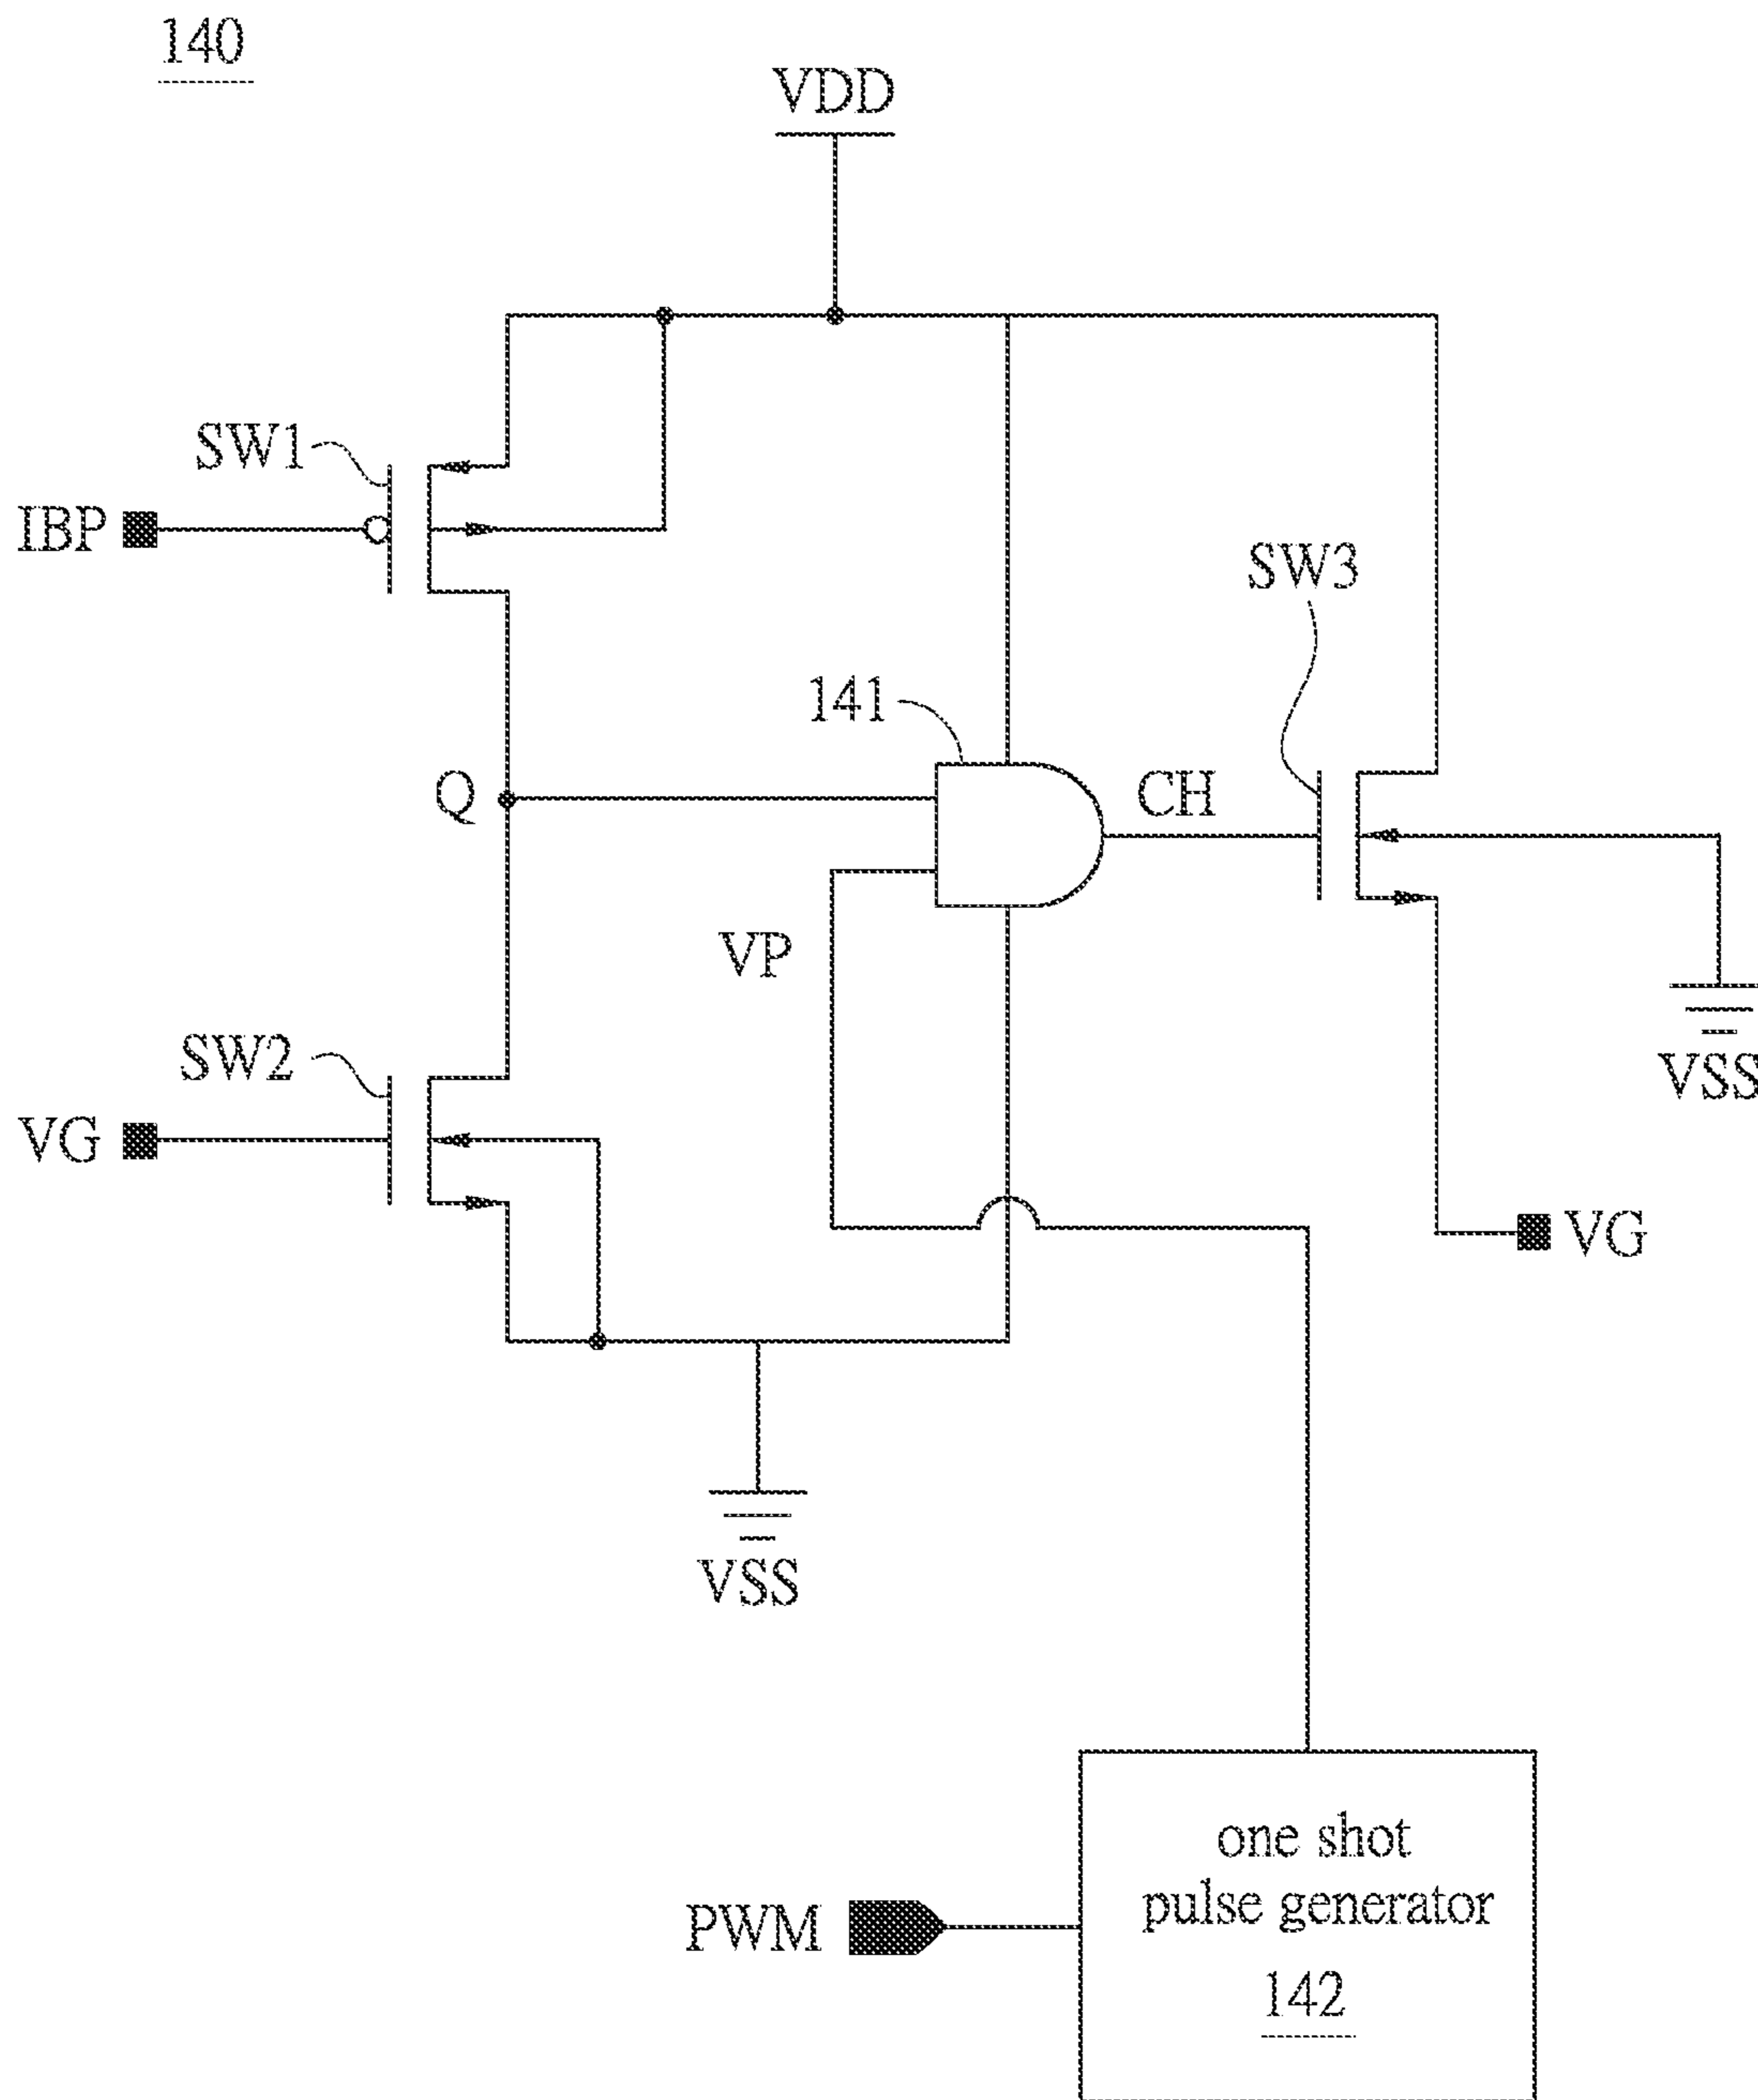 140
VDD
SW1
IBP
SW3
141
Q
CH
VP
SW2
VSS
VG
VG
VSS
one shot
pulse generator
PWM
142